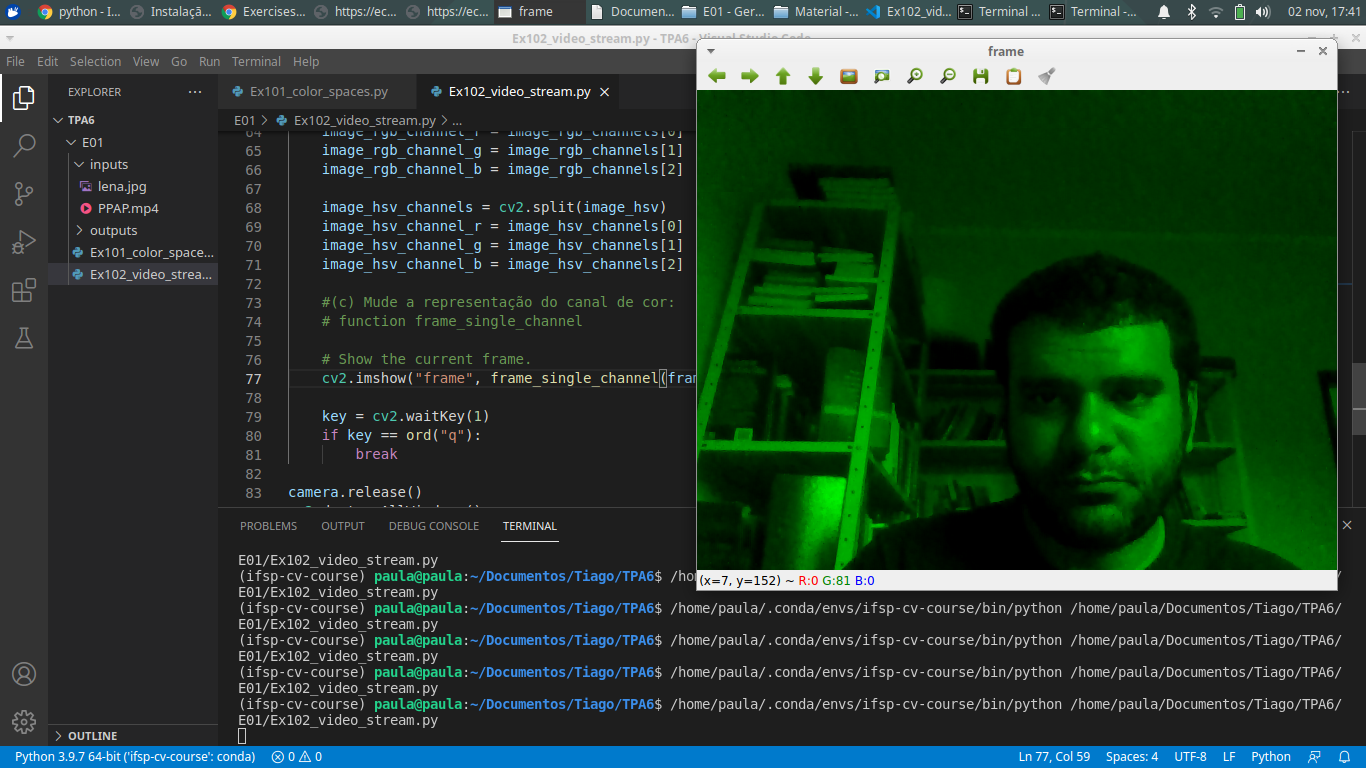 python - I...
Instalaçã...
Exercises...
https://ec...
https://ec...
frame
Documen...
E01 - Ger...
Material -...
Ex102_vid...
Terminal ...
Terminal -...
02 nov, 17:41
Ex102_video_stream.py - TPA6 - Visual Studio Code
File Edit Selection View Go Run Terminal Help
EXPLORER
TPA6
E01
inputs
lena.jpg
PPAP.mp4
outputs
Ex101_color_space...
Ex102_video_strea...
OUTLINE
Ex101_color_spaces.py
Ex102_video_stream.py
E01 > Ex102_video_stream.py > ...
64 image_rgb_channel_r = image_rgb_channels[0]
65 image_rgb_channel_g = image_rgb_channels[1]
66 image_rgb_channel_b = image_rgb_channels[2]
67
68 image_hsv_channels = cv2.split(image_hsv)
69 image_hsv_channel_r = image_hsv_channels[0]
70 image_hsv_channel_g = image_hsv_channels[1]
71 image_hsv_channel_b = image_hsv_channels[2]
72
73 #(c) Mude a representação do canal de cor:
74 # function frame_single_channel
75
76 # Show the current frame.
77 cv2.imshow("frame", frame_single_channel(fram
78
79 key = cv2.waitKey(1)
80 if key == ord("q"):
81 break
82
83 camera.release()
frame
(x=7, y=152) ~ R:0 G:81 B:0
PROBLEMS OUTPUT DEBUG CONSOLE TERMINAL
E01/Ex102_video_stream.py
(ifsp-cv-course) paula@paula:~/Documentos/Tiago/TPA6$ /hom
E01/Ex102_video_stream.py
(ifsp-cv-course) paula@paula:~/Documentos/Tiago/TPA6$ /home/paula/.conda/envs/ifsp-cv-course/bin/python /home/paula/Documentos/Tiago/TPA6/
E01/Ex102_video_stream.py
(ifsp-cv-course) paula@paula:~/Documentos/Tiago/TPA6$ /home/paula/.conda/envs/ifsp-cv-course/bin/python /home/paula/Documentos/Tiago/TPA6/
E01/Ex102_video_stream.py
(ifsp-cv-course) paula@paula:~/Documentos/Tiago/TPA6$ /home/paula/.conda/envs/ifsp-cv-course/bin/python /home/paula/Documentos/Tiago/TPA6/
E01/Ex102_video_stream.py
(ifsp-cv-course) paula@paula:~/Documentos/Tiago/TPA6$ /home/paula/.conda/envs/ifsp-cv-course/bin/python /home/paula/Documentos/Tiago/TPA6/
E01/Ex102_video_stream.py
Python 3.9.7 64-bit ('ifsp-cv-course': conda) 0 0 Ln 77, Col 59 Spaces: 4 UTF-8 LF Python